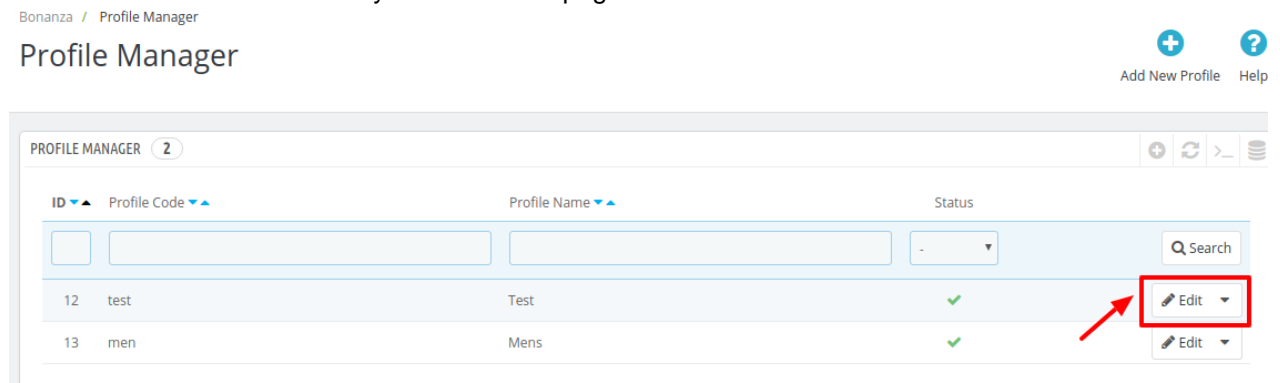 Bonanza / Profile Manager
Profile Manager
Add New Profile Help
PROFILE MANAGER 2
ID Profile Code Profile Name Status
- Search
12 test Test Edit
13 men Mens Edit